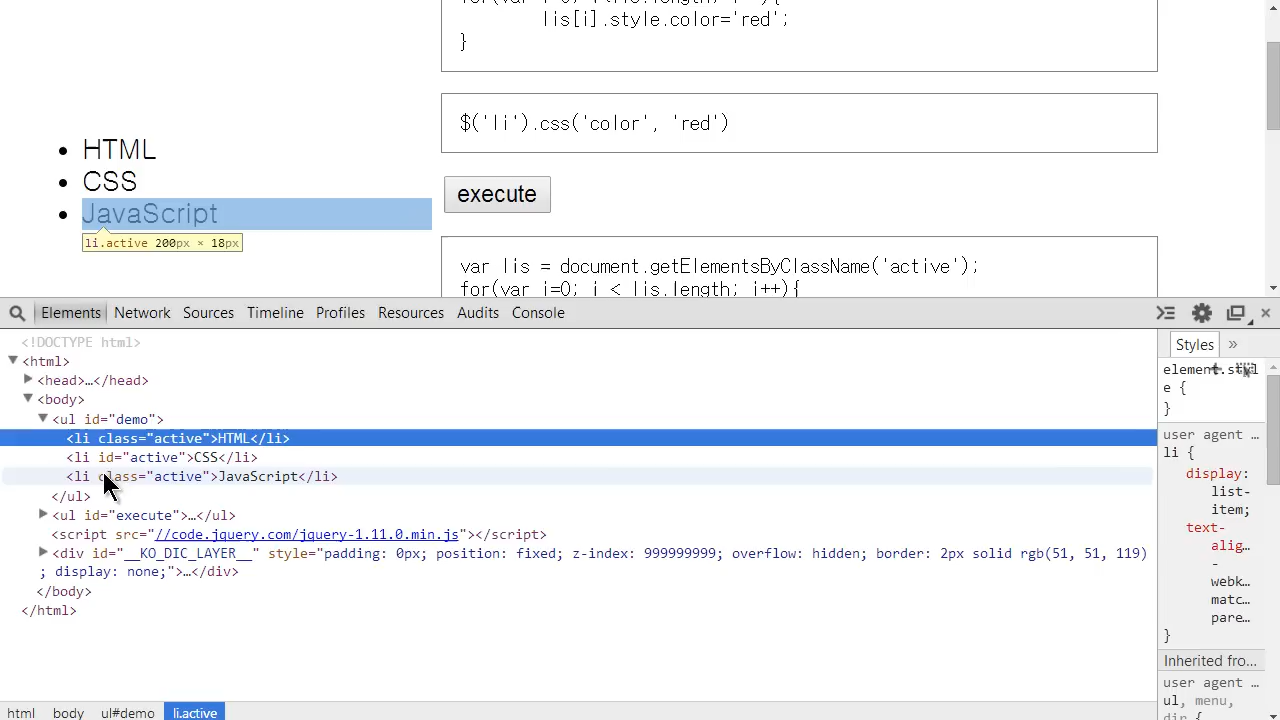 lis[i].style.color='red';
}
$('li').css('color', 'red')
HTML
CSS
JavaScript
li.active 200px × 18px
execute
var lis = document.getElementsByClassName('active');
for(var i=0; i < lis.length; i++){
Elements Network Sources Timeline Profiles Resources Audits Console
<!DOCTYPE html>
<html>
<head>…</head>
<body>
<ul id="demo">
<li class="active">HTML</li>
<li id="active">CSS</li>
<li class="active">JavaScript</li>
</ul>
<ul id="execute">…</ul>
<script src="//code.jquery.com/jquery-1.11.0.min.js"></script>
<div id="__KO_DIC_LAYER__" style="padding: 0px; position: fixed; z-index: 999999999; overflow: hidden; border: 2px solid rgb(51, 51, 119)
; display: none;">…</div>
</body>
</html>
html body ul#demo li.active
Styles »
element.styl
e {
}
user agent …
li {
display:
list-
item;
text-
alig…
-
webk…
matc…
pare…
}
Inherited fro…
user agent …
ul, menu,
dir {